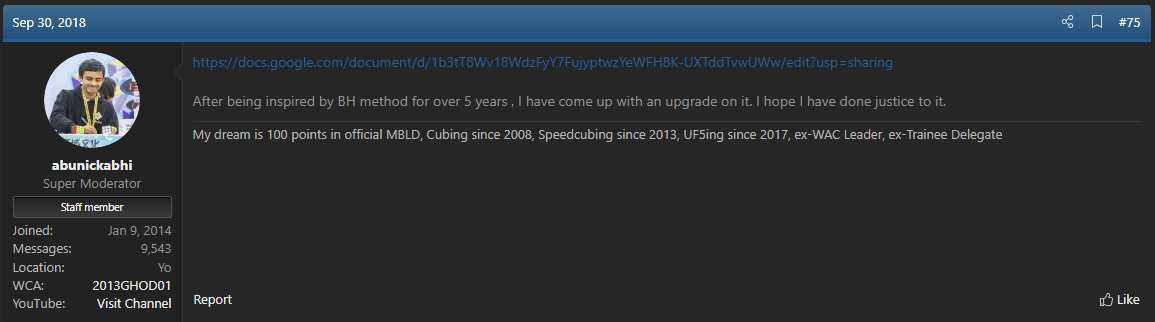 Sep 30, 2018
#75
https://docs.google.com/document/d/1b3tT8Wv18WdzFyY7FujyptwzYeWFH8K-UXTddTvwUWw/edit?usp=sharing
After being inspired by BH method for over 5 years , I have come up with an upgrade on it. I hope I have done justice to it.
My dream is 100 points in official MBLD, Cubing since 2008, Speedcubing since 2013, UF5ing since 2017, ex-WAC Leader, ex-Trainee Delegate
abunickabhi
Super Moderator
Staff member
Joined: Jan 9, 2014
Messages: 9,543
Location: Yo
WCA: 2013GHOD01
YouTube: Visit Channel
Report
Like